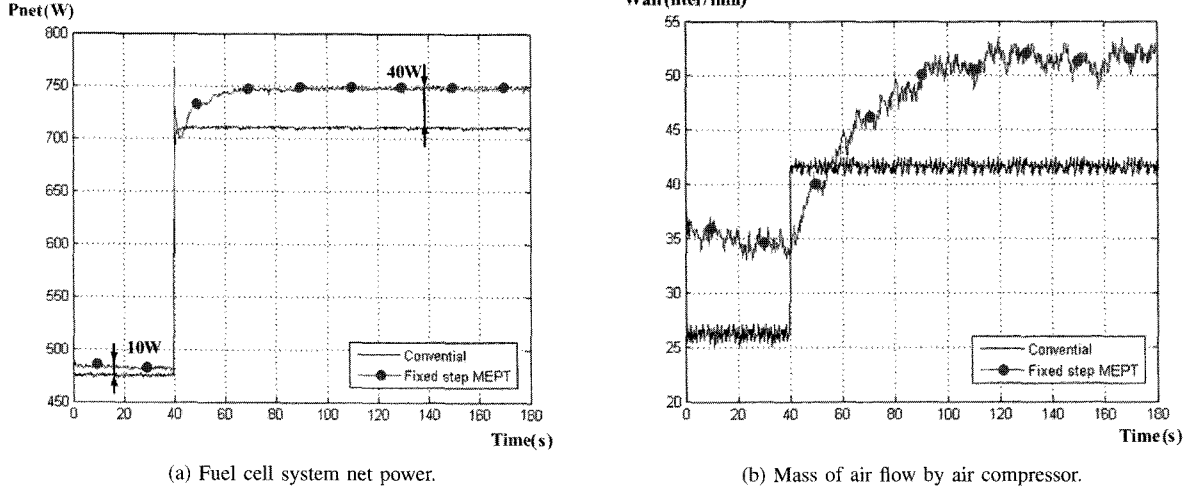 Pnet(W)
800
750
700
650
600
550
500
450
40W
10W
Convential
Fixed step MEPT
0 20 40 60 80 100 120 140 160 180
Time(s)
(a) Fuel cell system net power.
55
50
45
40
35
30
25
20
Convential
Fixed step MEPT
0 20 40 60 80 100 120 140 160 180
Time(s)
(b) Mass of air flow by air compressor.